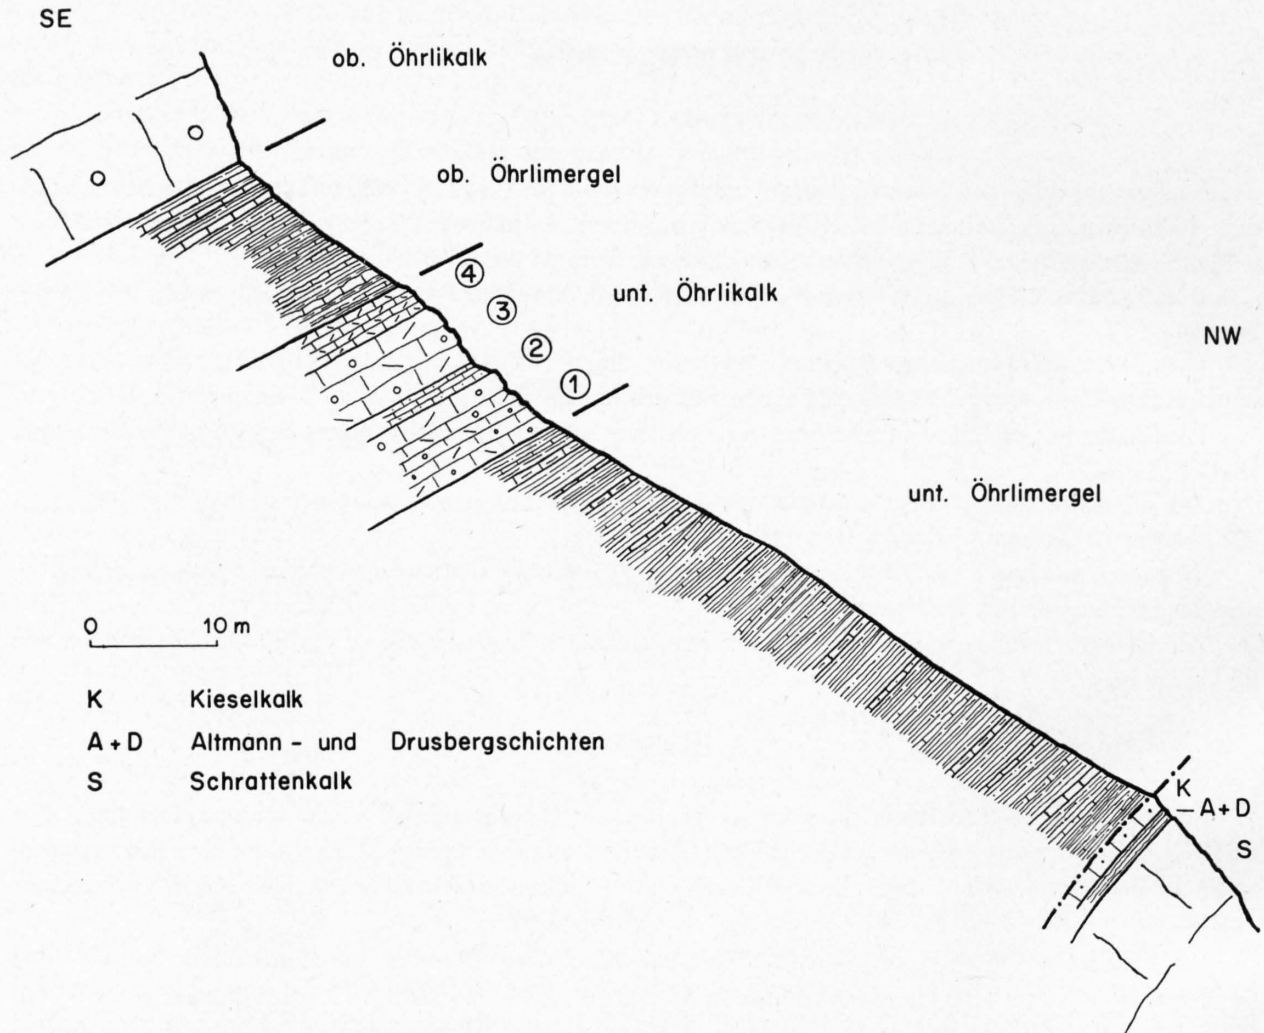 SE
ob. Öhrlikalk
ob. Öhrlimergel
④
unt. Öhrlikalk
③
NW
②
①
unt. Öhrlimergel
0 10 m
K Kieselkalk
A + D Altmann - und Drusbergschichten
S Schrattenkalk
K
A + D
S